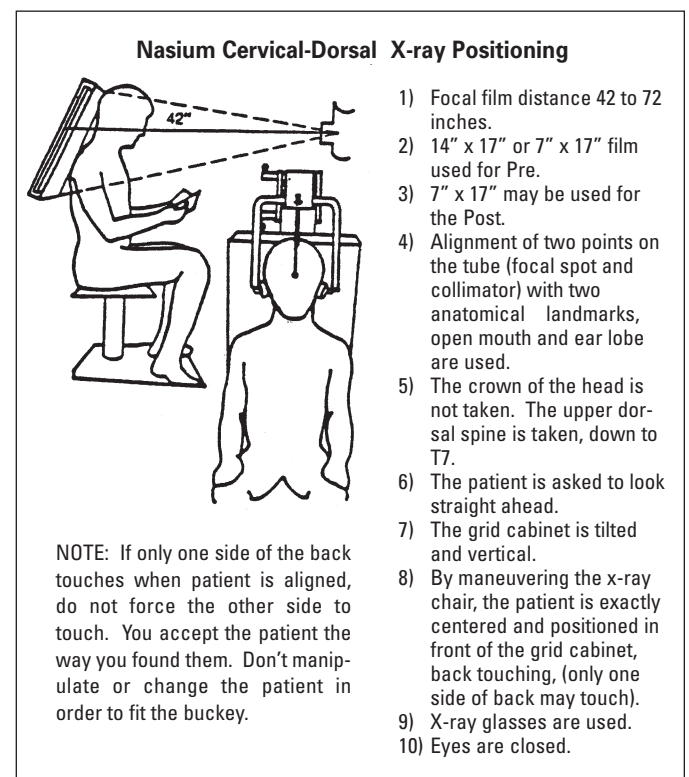 Nasium Cervical-Dorsal X-ray Positioning
42"
1) Focal film distance 42 to 72
inches.
2) 14” x 17” or 7” x 17” film
used for Pre.
3) 7” x 17” may be used for
the Post.
4) Alignment of two points on
the tube (focal spot and
collimator) with two
anatomical landmarks,
open mouth and ear lobe
are used.
5) The crown of the head is
not taken. The upper dor-
sal spine is taken, down to
T7.
6) The patient is asked to look
straight ahead.
7) The grid cabinet is tilted
and vertical.
8) By maneuvering the x-ray
chair, the patient is exactly
centered and positioned in
front of the grid cabinet,
back touching, (only one
side of back may touch).
9) X-ray glasses are used.
10) Eyes are closed.
NOTE: If only one side of the back
touches when patient is aligned,
do not force the other side to
touch. You accept the patient the
way you found them. Don’t manip-
ulate or change the patient in
order to fit the buckey.